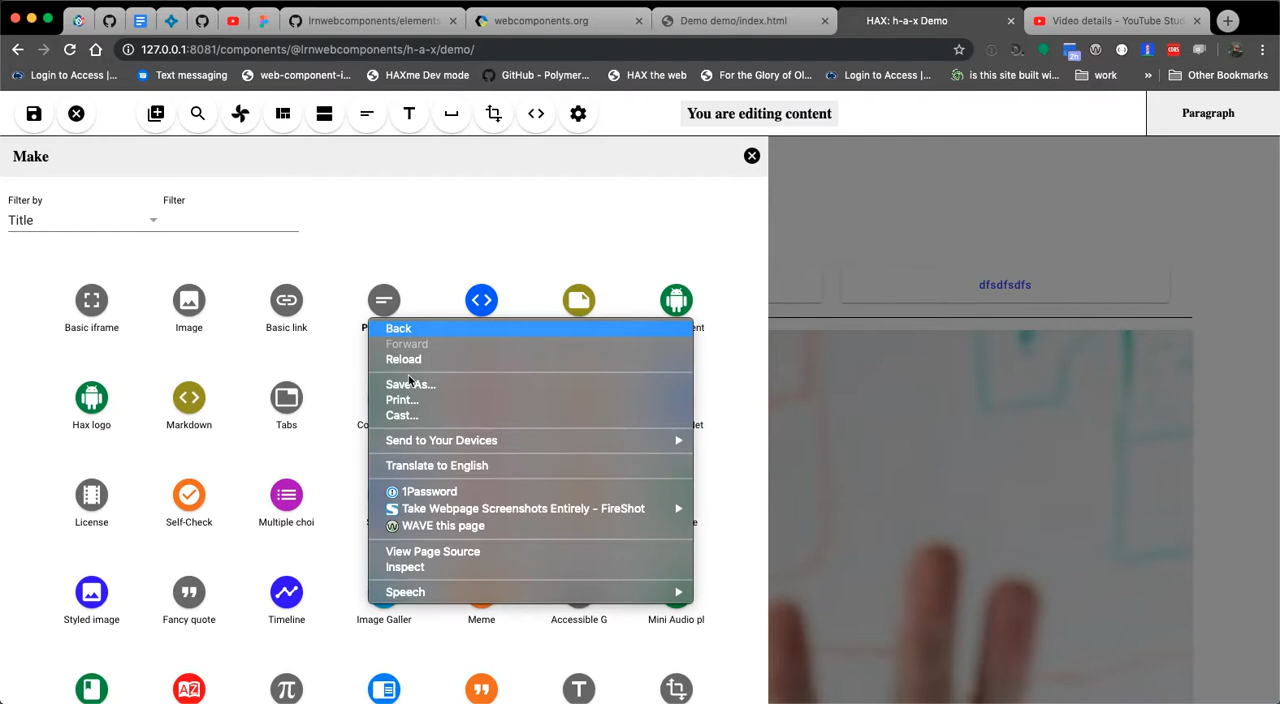 lrnwebcomponents/elements
webcomponents.org
Demo demo/index.html
HAX: h-a-x Demo
Video details - YouTube Stud
127.0.0.1:8081/components/@lrnwebcomponents/h-a-x/demo/
2h
Login to Access |...
Text messaging
web-component-i...
HAXme Dev mode
GitHub - Polymer...
HAX the web
For the Glory of Ol...
Login to Access |...
is this site built wi...
work
»
Other Bookmarks
You are editing content
Paragraph
Make
Filter by
Filter
Title
dfsdfsdfs
Basic iframe
Image
Basic link
P
ent
Back
Forward
Reload
Save As...
Print...
Cast...
Send to Your Devices
Translate to English
1Password
Take Webpage Screenshots Entirely - FireShot
WAVE this page
View Page Source
Inspect
Speech
Hax logo
Markdown
Tabs
Co
et
License
Self-Check
Multiple choi
S
e
Styled image
Fancy quote
Timeline
Image Galler
Meme
Accessible G
Mini Audio pl